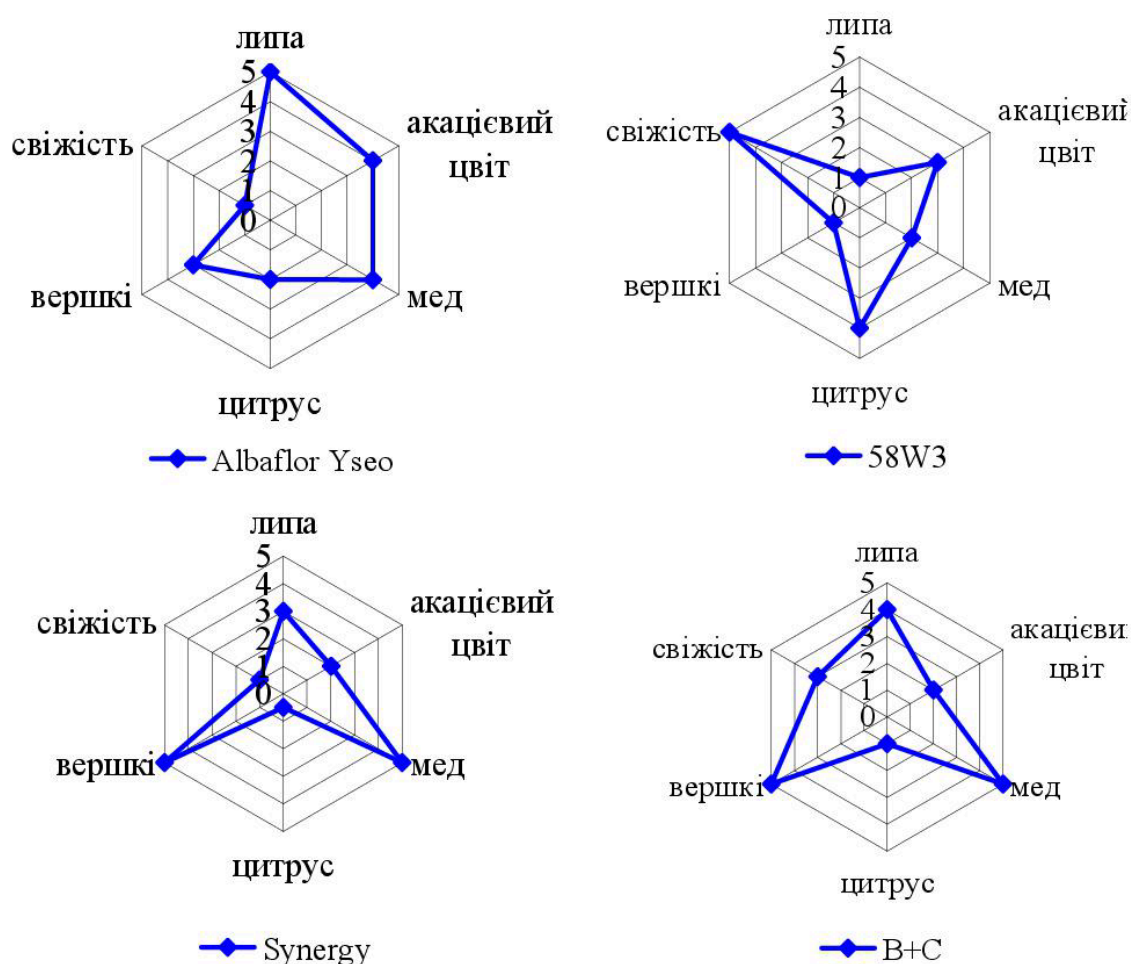 липа
5
4
3
2
1
0
свіжість
акацієвий
цвіт
вершкі
мед
цитрус
Albaflor Yseo
липа
5
4
3
2
1
0
свіжість
акацієвий
цвіт
вершкі
мед
цитрус
58W3
липа
5
4
3
2
1
0
свіжість
акацієвий
цвіт
вершкі
мед
цитрус
Synergy
липа
5
4
3
2
1
0
свіжість
акацієви
цвіт
вершкі
мед
цитрус
B+C